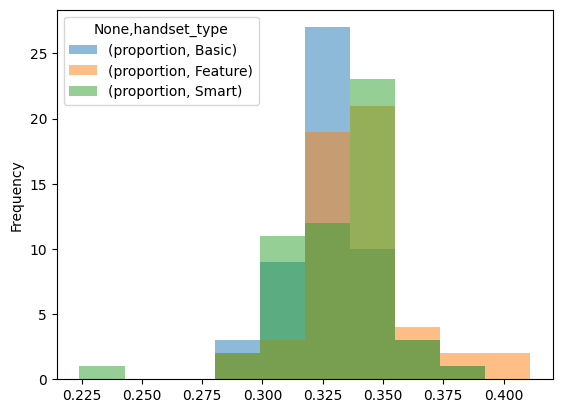 None,handset_type
(proportion, Basic)
(proportion, Feature)
(proportion, Smart)
Frequency
25
20
15
10
5
0
0.225 0.250 0.275 0.300 0.325 0.350 0.375 0.400